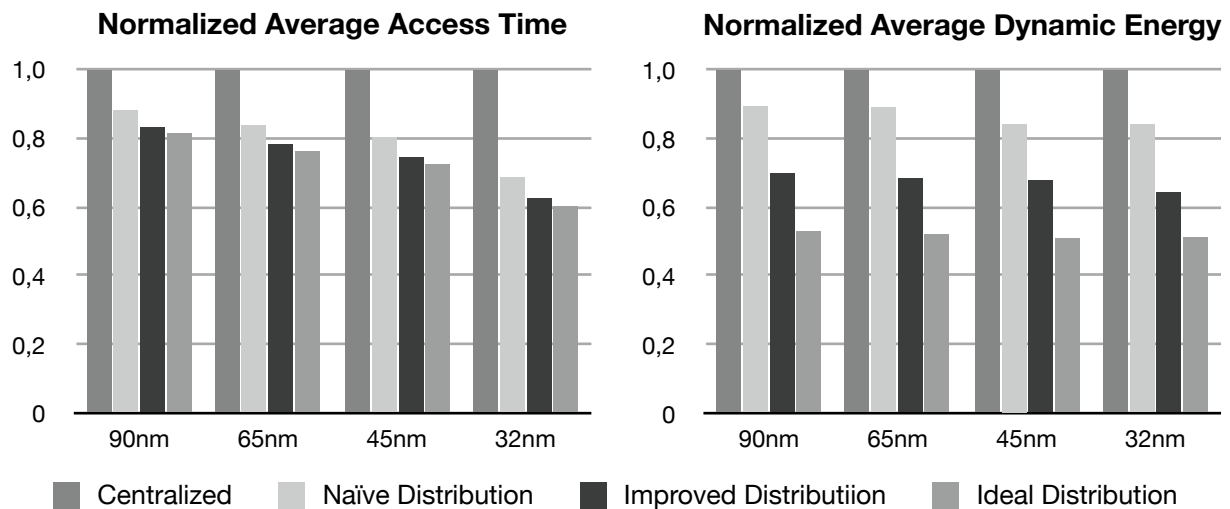 Normalized Average Access Time
1,0
0,8
0,6
0,4
0,2
0
90nm 65nm 45nm 32nm
Normalized Average Dynamic Energy
1,0
0,8
0,6
0,4
0,2
0
90nm 65nm 45nm 32nm
Centralized Naïve Distribution Improved Distributiion Ideal Distribution